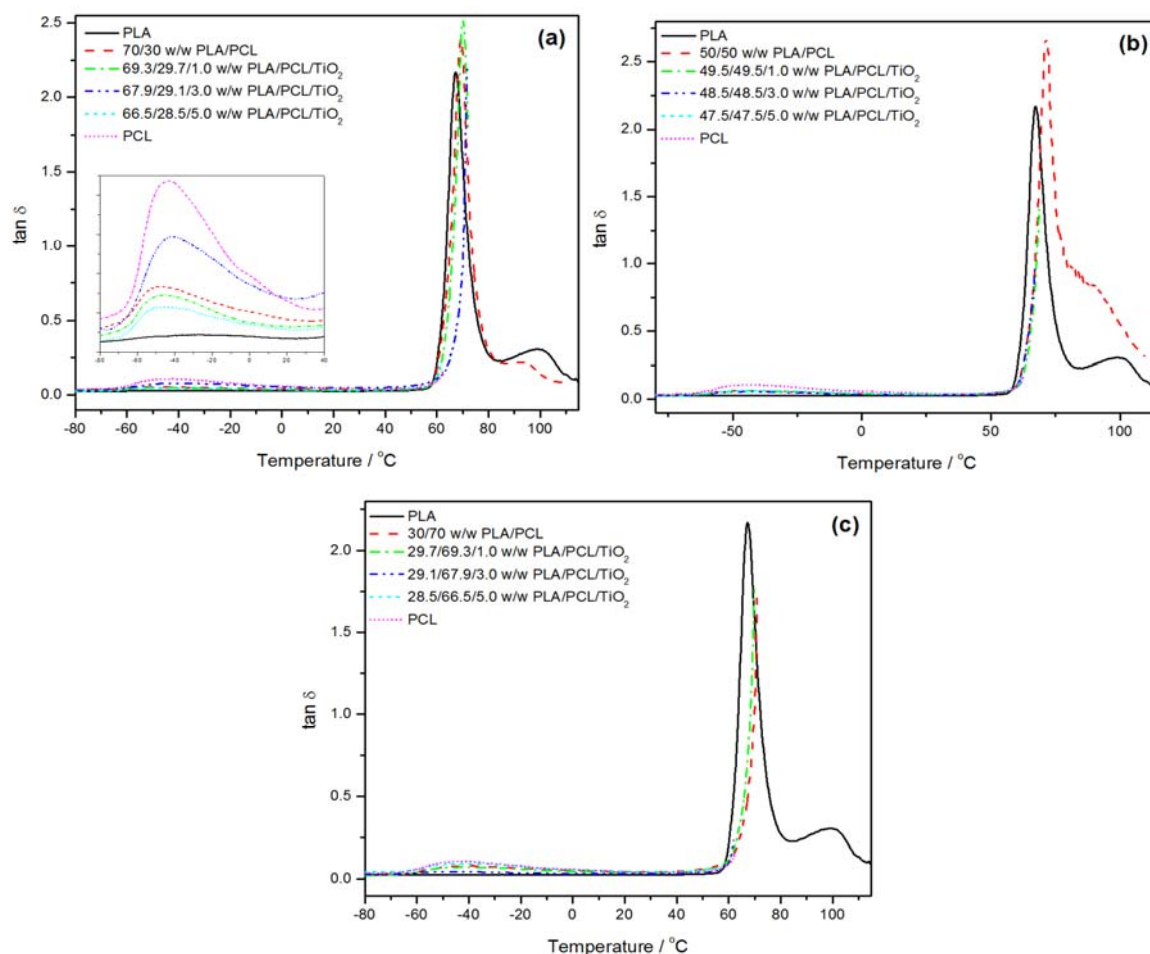 (a)
PLA
70/30 w/w PLA/PCL
69.3/29.7/1.0 w/w PLA/PCL/TiO2
67.9/29.1/3.0 w/w PLA/PCL/TiO2
66.5/28.5/5.0 w/w PLA/PCL/TiO2
PCL
tan δ
2.5
2.0
1.5
1.0
0.5
0.0
-80 -60 -40 -20 0 20 40
-80 -60 -40 -20 0 20 40 60 80 100
Temperature / °C
(b)
PLA
50/50 w/w PLA/PCL
49.5/49.5/1.0 w/w PLA/PCL/TiO2
48.5/48.5/3.0 w/w PLA/PCL/TiO2
47.5/47.5/5.0 w/w PLA/PCL/TiO2
PCL
tan δ
2.5
2.0
1.5
1.0
0.5
0.0
-50 0 50 100
Temperature / °C
(c)
PLA
30/70 w/w PLA/PCL
29.7/69.3/1.0 w/w PLA/PCL/TiO2
29.1/67.9/3.0 w/w PLA/PCL/TiO2
28.5/66.5/5.0 w/w PLA/PCL/TiO2
PCL
tan δ
2.0
1.5
1.0
0.5
0.0
-80 -60 -40 -20 0 20 40 60 80 100
Temperature / °C